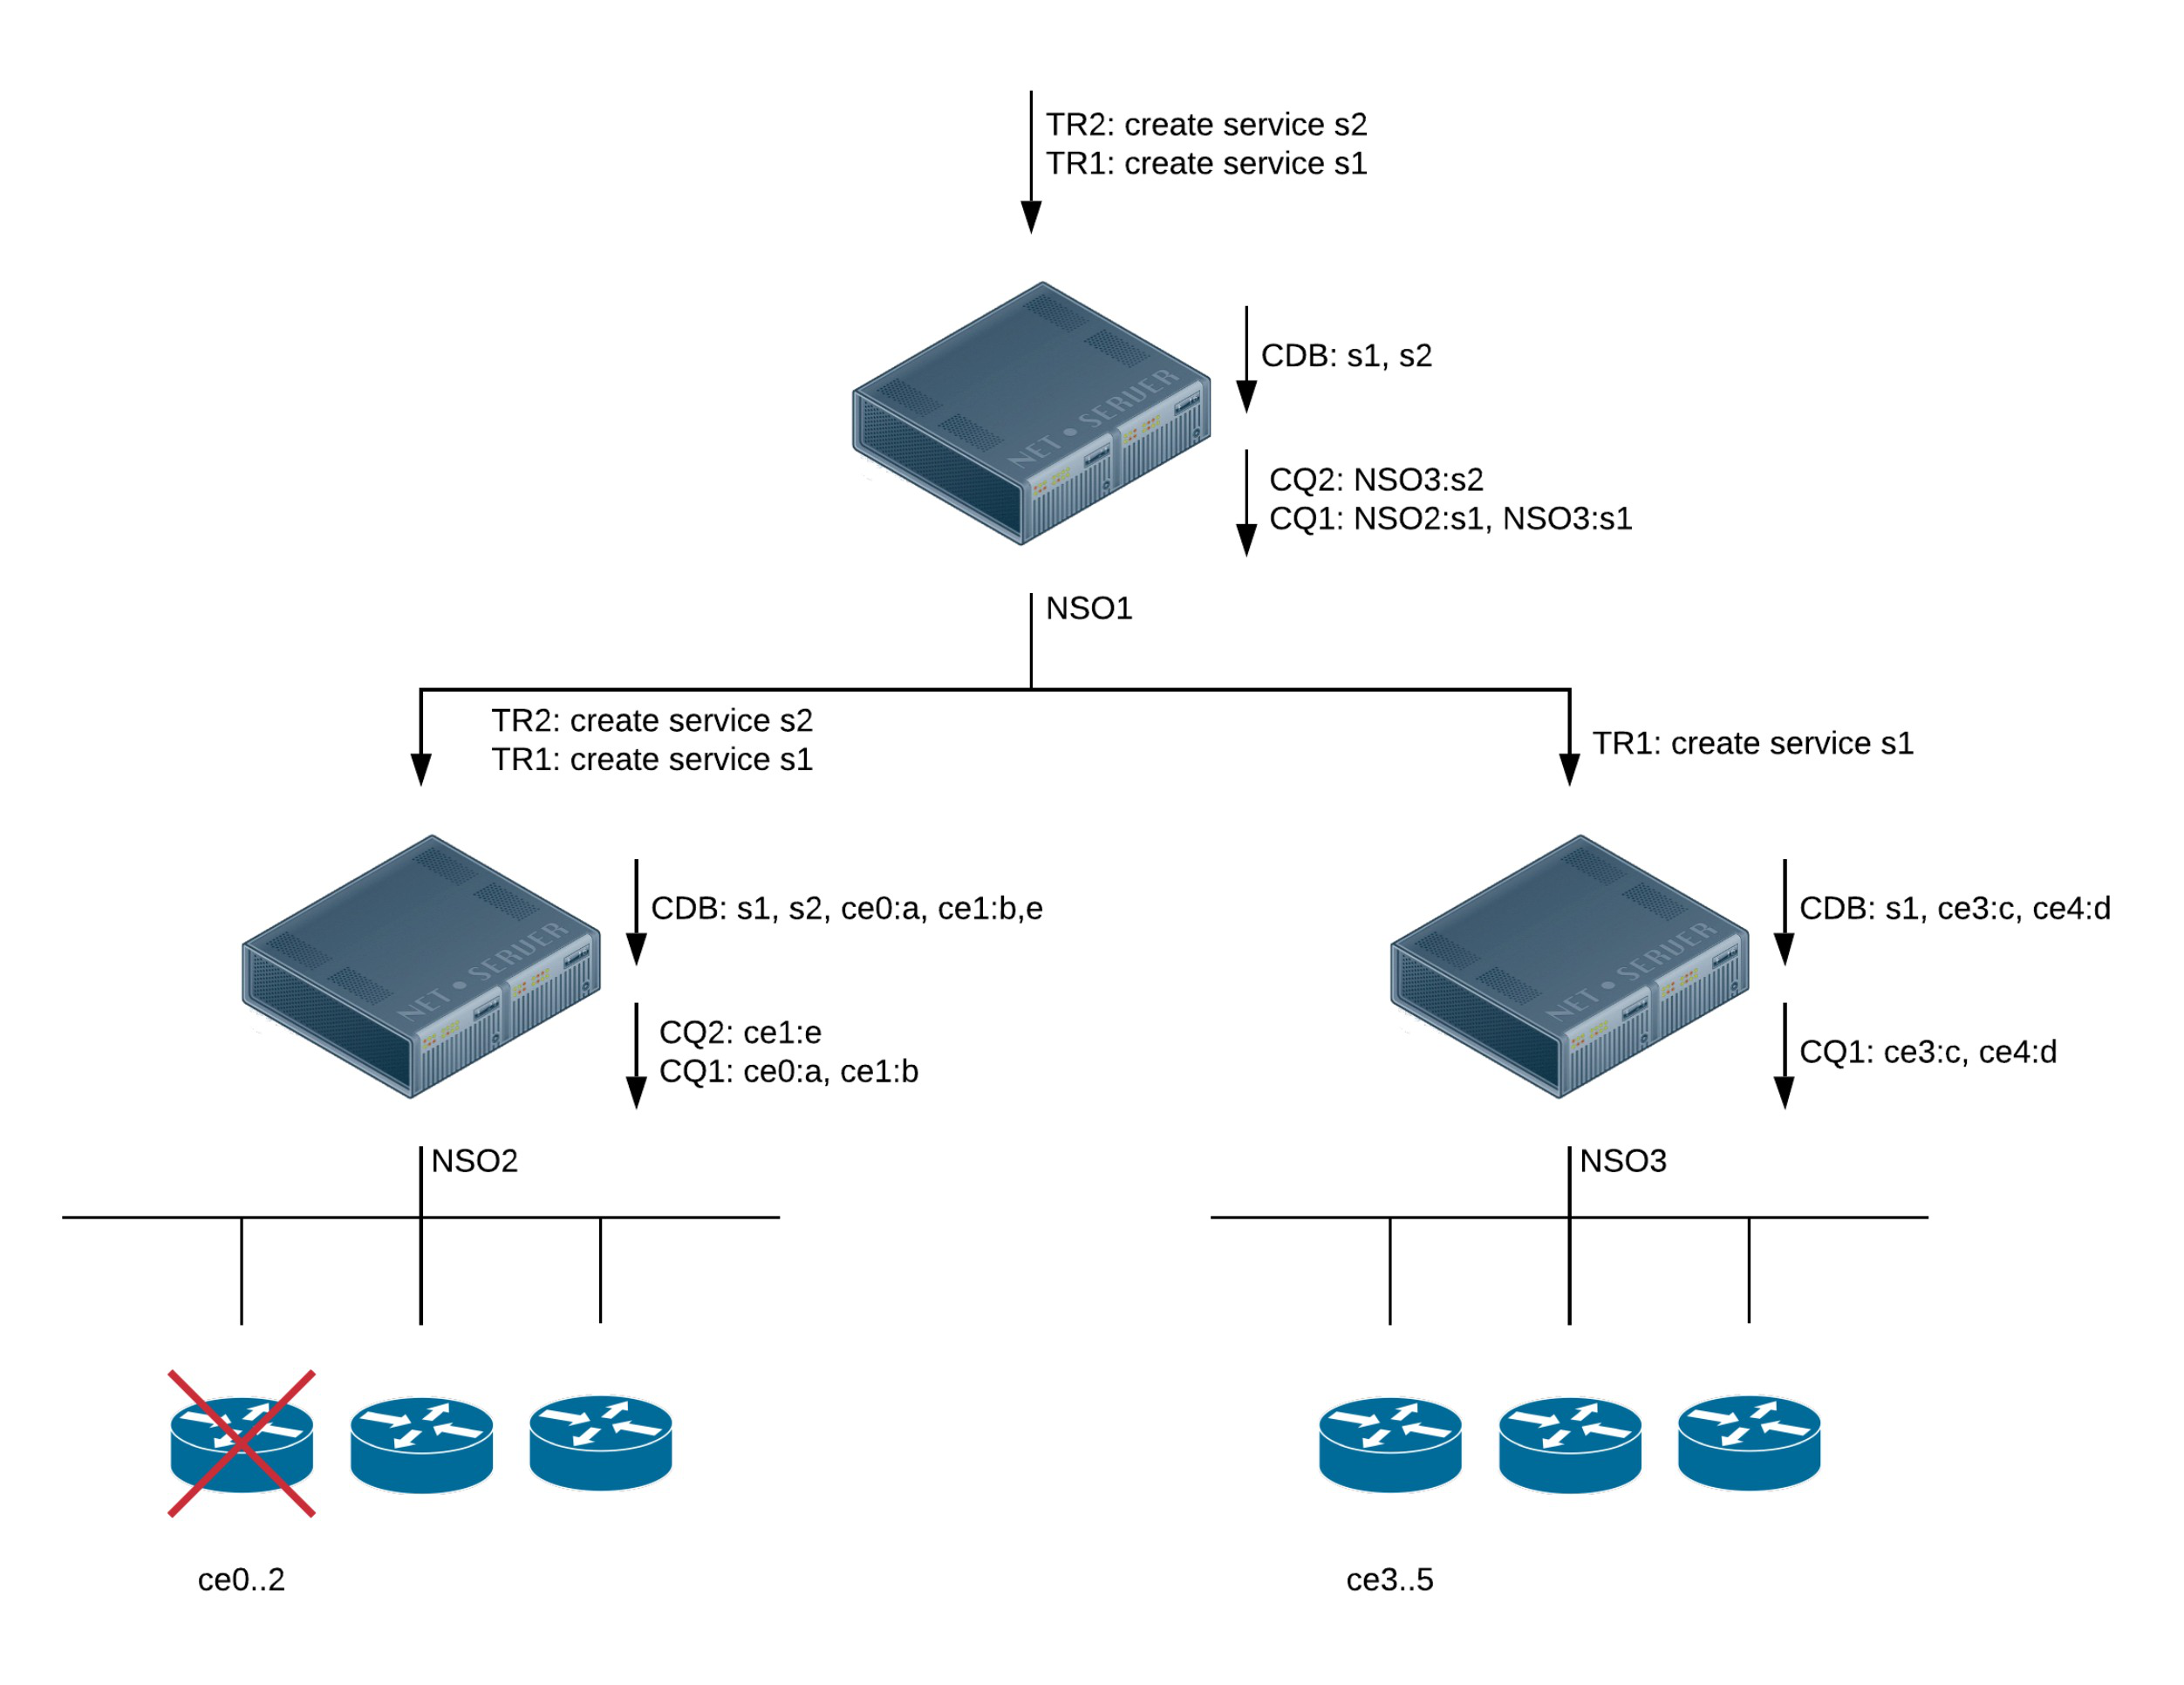 TR2: create service s2
TR1: create service s1
NET • SERVER
CDB: s1, s2
CQ2: NSO3:s2
CQ1: NSO2:s1, NSO3:s1
NSO1
TR2: create service s2
TR1: create service s1
TR1: create service s1
NET • SERVER
CDB: s1, s2, ce0:a, ce1:b,e
CQ2: ce1:e
CQ1: ce0:a, ce1:b
NSO2
NET • SERVER
CDB: s1, ce3:c, ce4:d
CQ1: ce3:c, ce4:d
NSO3
ce0..2
ce3..5